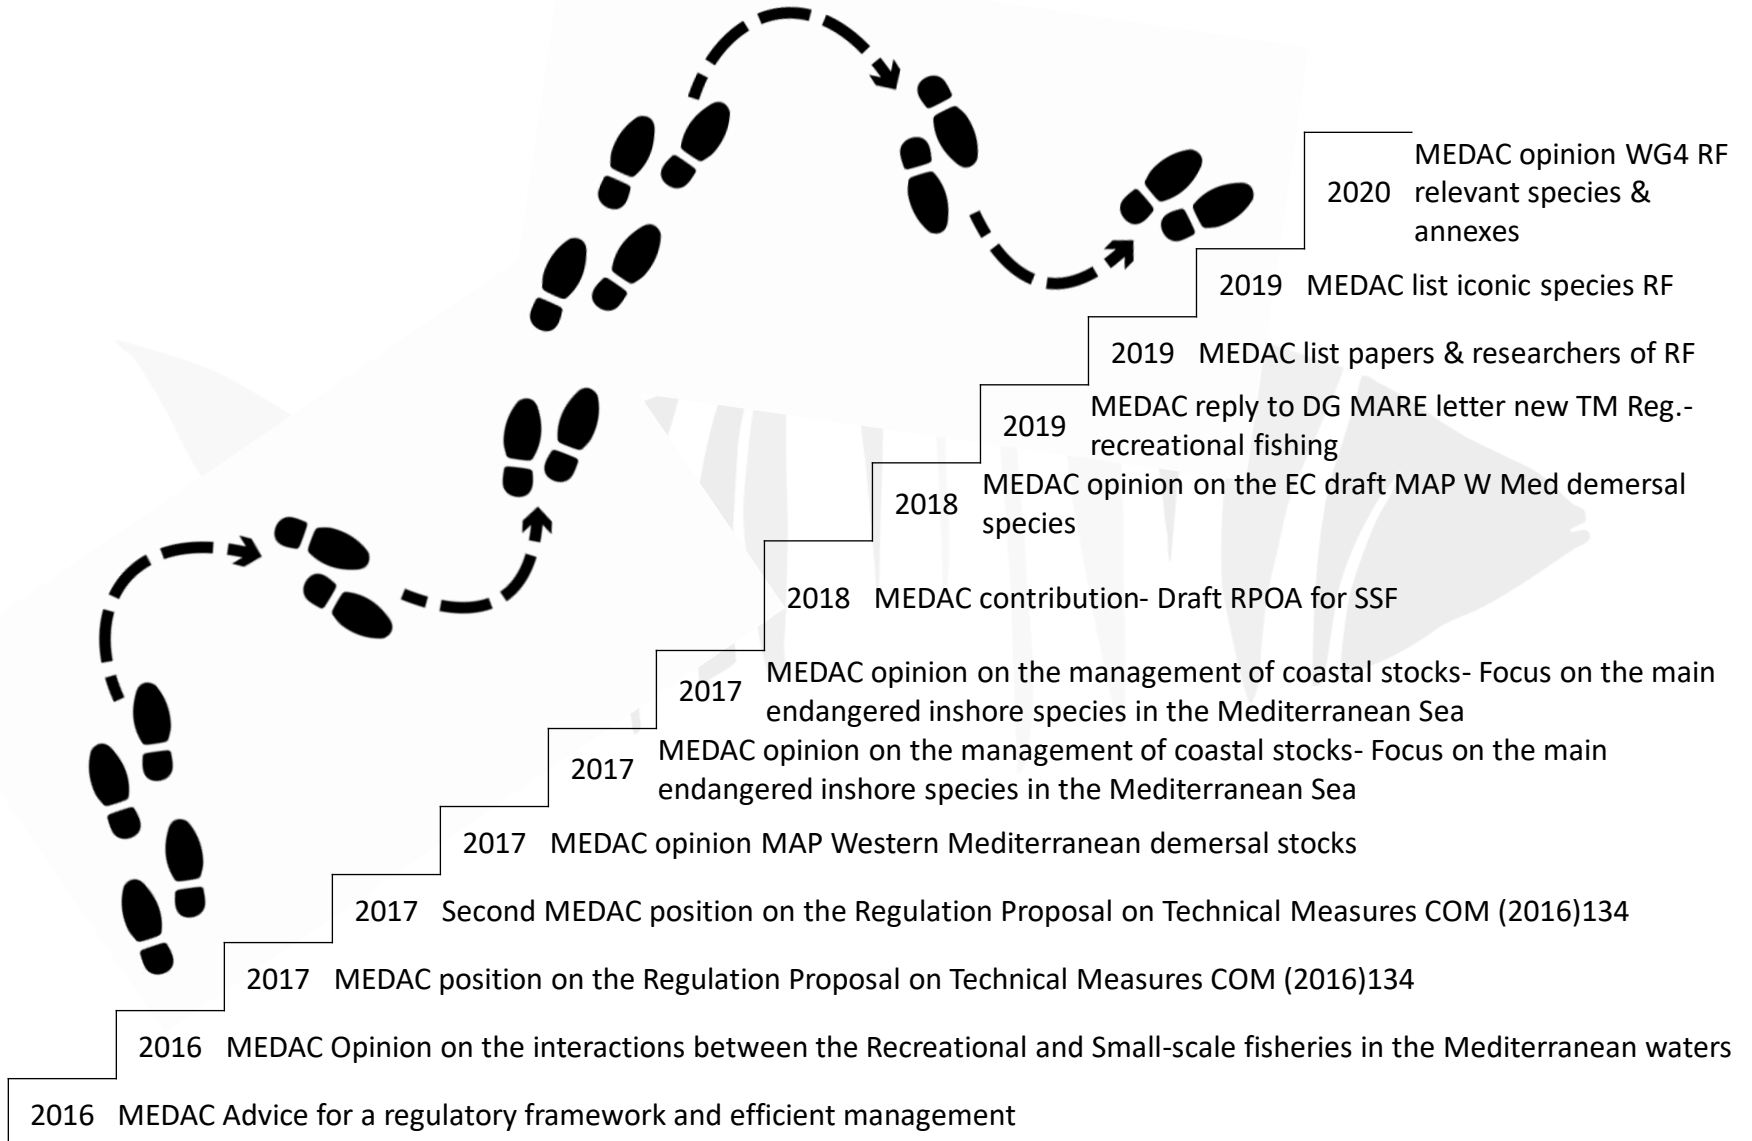 2020 MEDAC opinion WG4 RF
relevant species &
annexes
2019 MEDAC list iconic species RF
2019 MEDAC list papers & researchers of RF
2019 MEDAC reply to DG MARE letter new TM Reg.-
recreational fishing
2018 MEDAC opinion on the EC draft MAP W Med demersal
species
2018 MEDAC contribution- Draft RPOA for SSF
2017 MEDAC opinion on the management of coastal stocks- Focus on the main
endangered inshore species in the Mediterranean Sea
2017 MEDAC opinion on the management of coastal stocks- Focus on the main
endangered inshore species in the Mediterranean Sea
2017 MEDAC opinion MAP Western Mediterranean demersal stocks
2017 Second MEDAC position on the Regulation Proposal on Technical Measures COM (2016)134
2017 MEDAC position on the Regulation Proposal on Technical Measures COM (2016)134
2016 MEDAC Opinion on the interactions between the Recreational and Small-scale fisheries in the Mediterranean waters
2016 MEDAC Advice for a regulatory framework and efficient management